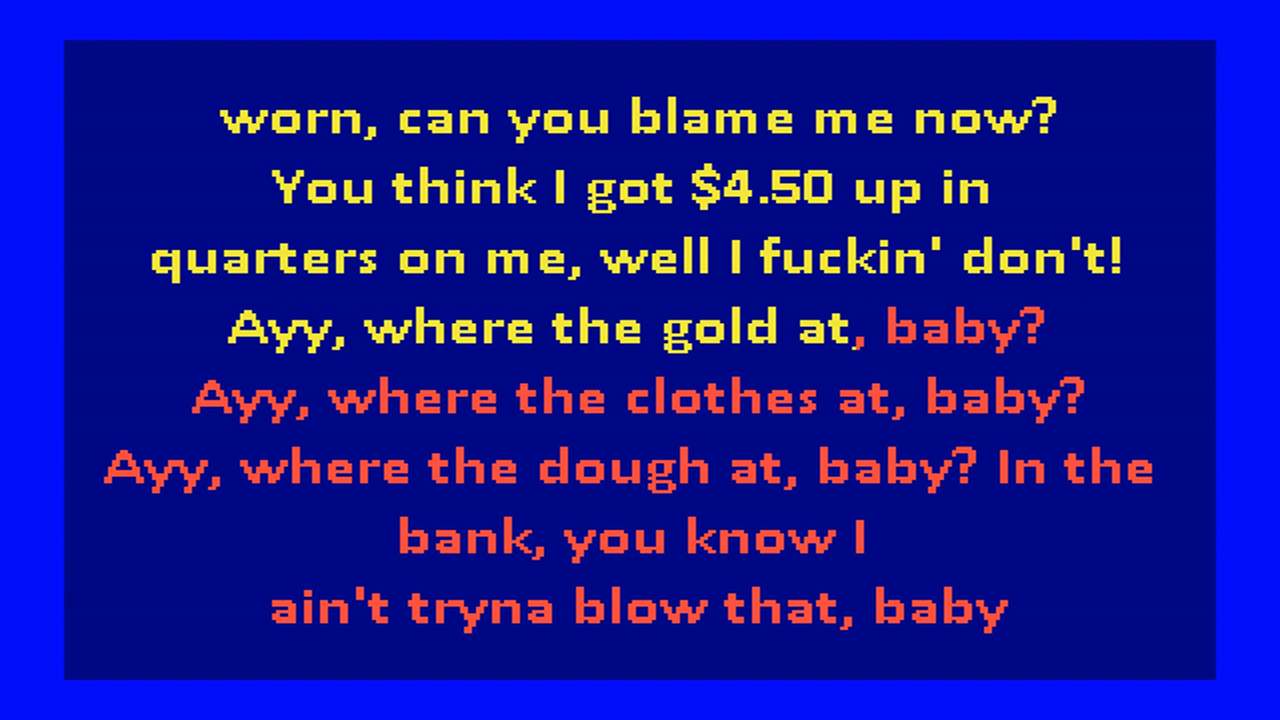 worn, can you blame me now?
You think I got $4.50 up in
quarters on me, well I fuckin' don't!
Ayy, where the gold at, baby?
Ayy, where the clothes at, baby?
Ayy, where the dough at, baby? In the
bank, you know I
ain't tryna blow that, baby